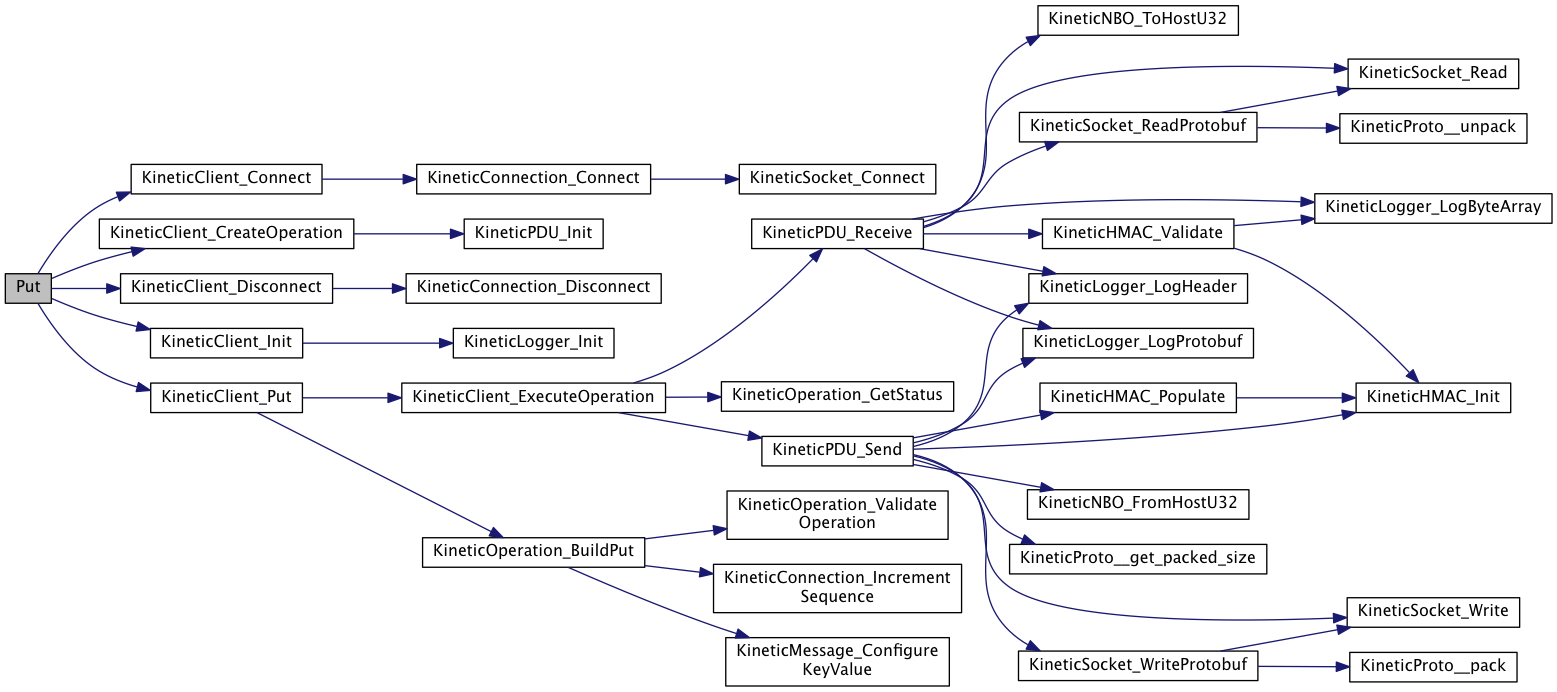 KineticNBO_ToHostU32
KineticSocket_Read
KineticSocket_ReadProtobuf
KineticProto__unpack
KineticClient_Connect
KineticConnection_Connect
KineticSocket_Connect
KineticLogger_LogByteArray
KineticClient_CreateOperation
KineticPDU_Init
KineticPDU_Receive
KineticHMAC_Validate
Put
KineticClient_Disconnect
KineticConnection_Disconnect
KineticLogger_LogHeader
KineticClient_Init
KineticLogger_Init
KineticLogger_LogProtobuf
KineticClient_Put
KineticClient_ExecuteOperation
KineticOperation_GetStatus
KineticHMAC_Populate
KineticHMAC_Init
KineticPDU_Send
KineticOperation_Validate
Operation
KineticNBO_FromHostU32
KineticOperation_BuildPut
KineticProto__get_packed_size
KineticConnection_Increment
Sequence
KineticSocket_Write
KineticMessage_Configure
KeyValue
KineticSocket_WriteProtobuf
KineticProto__pack